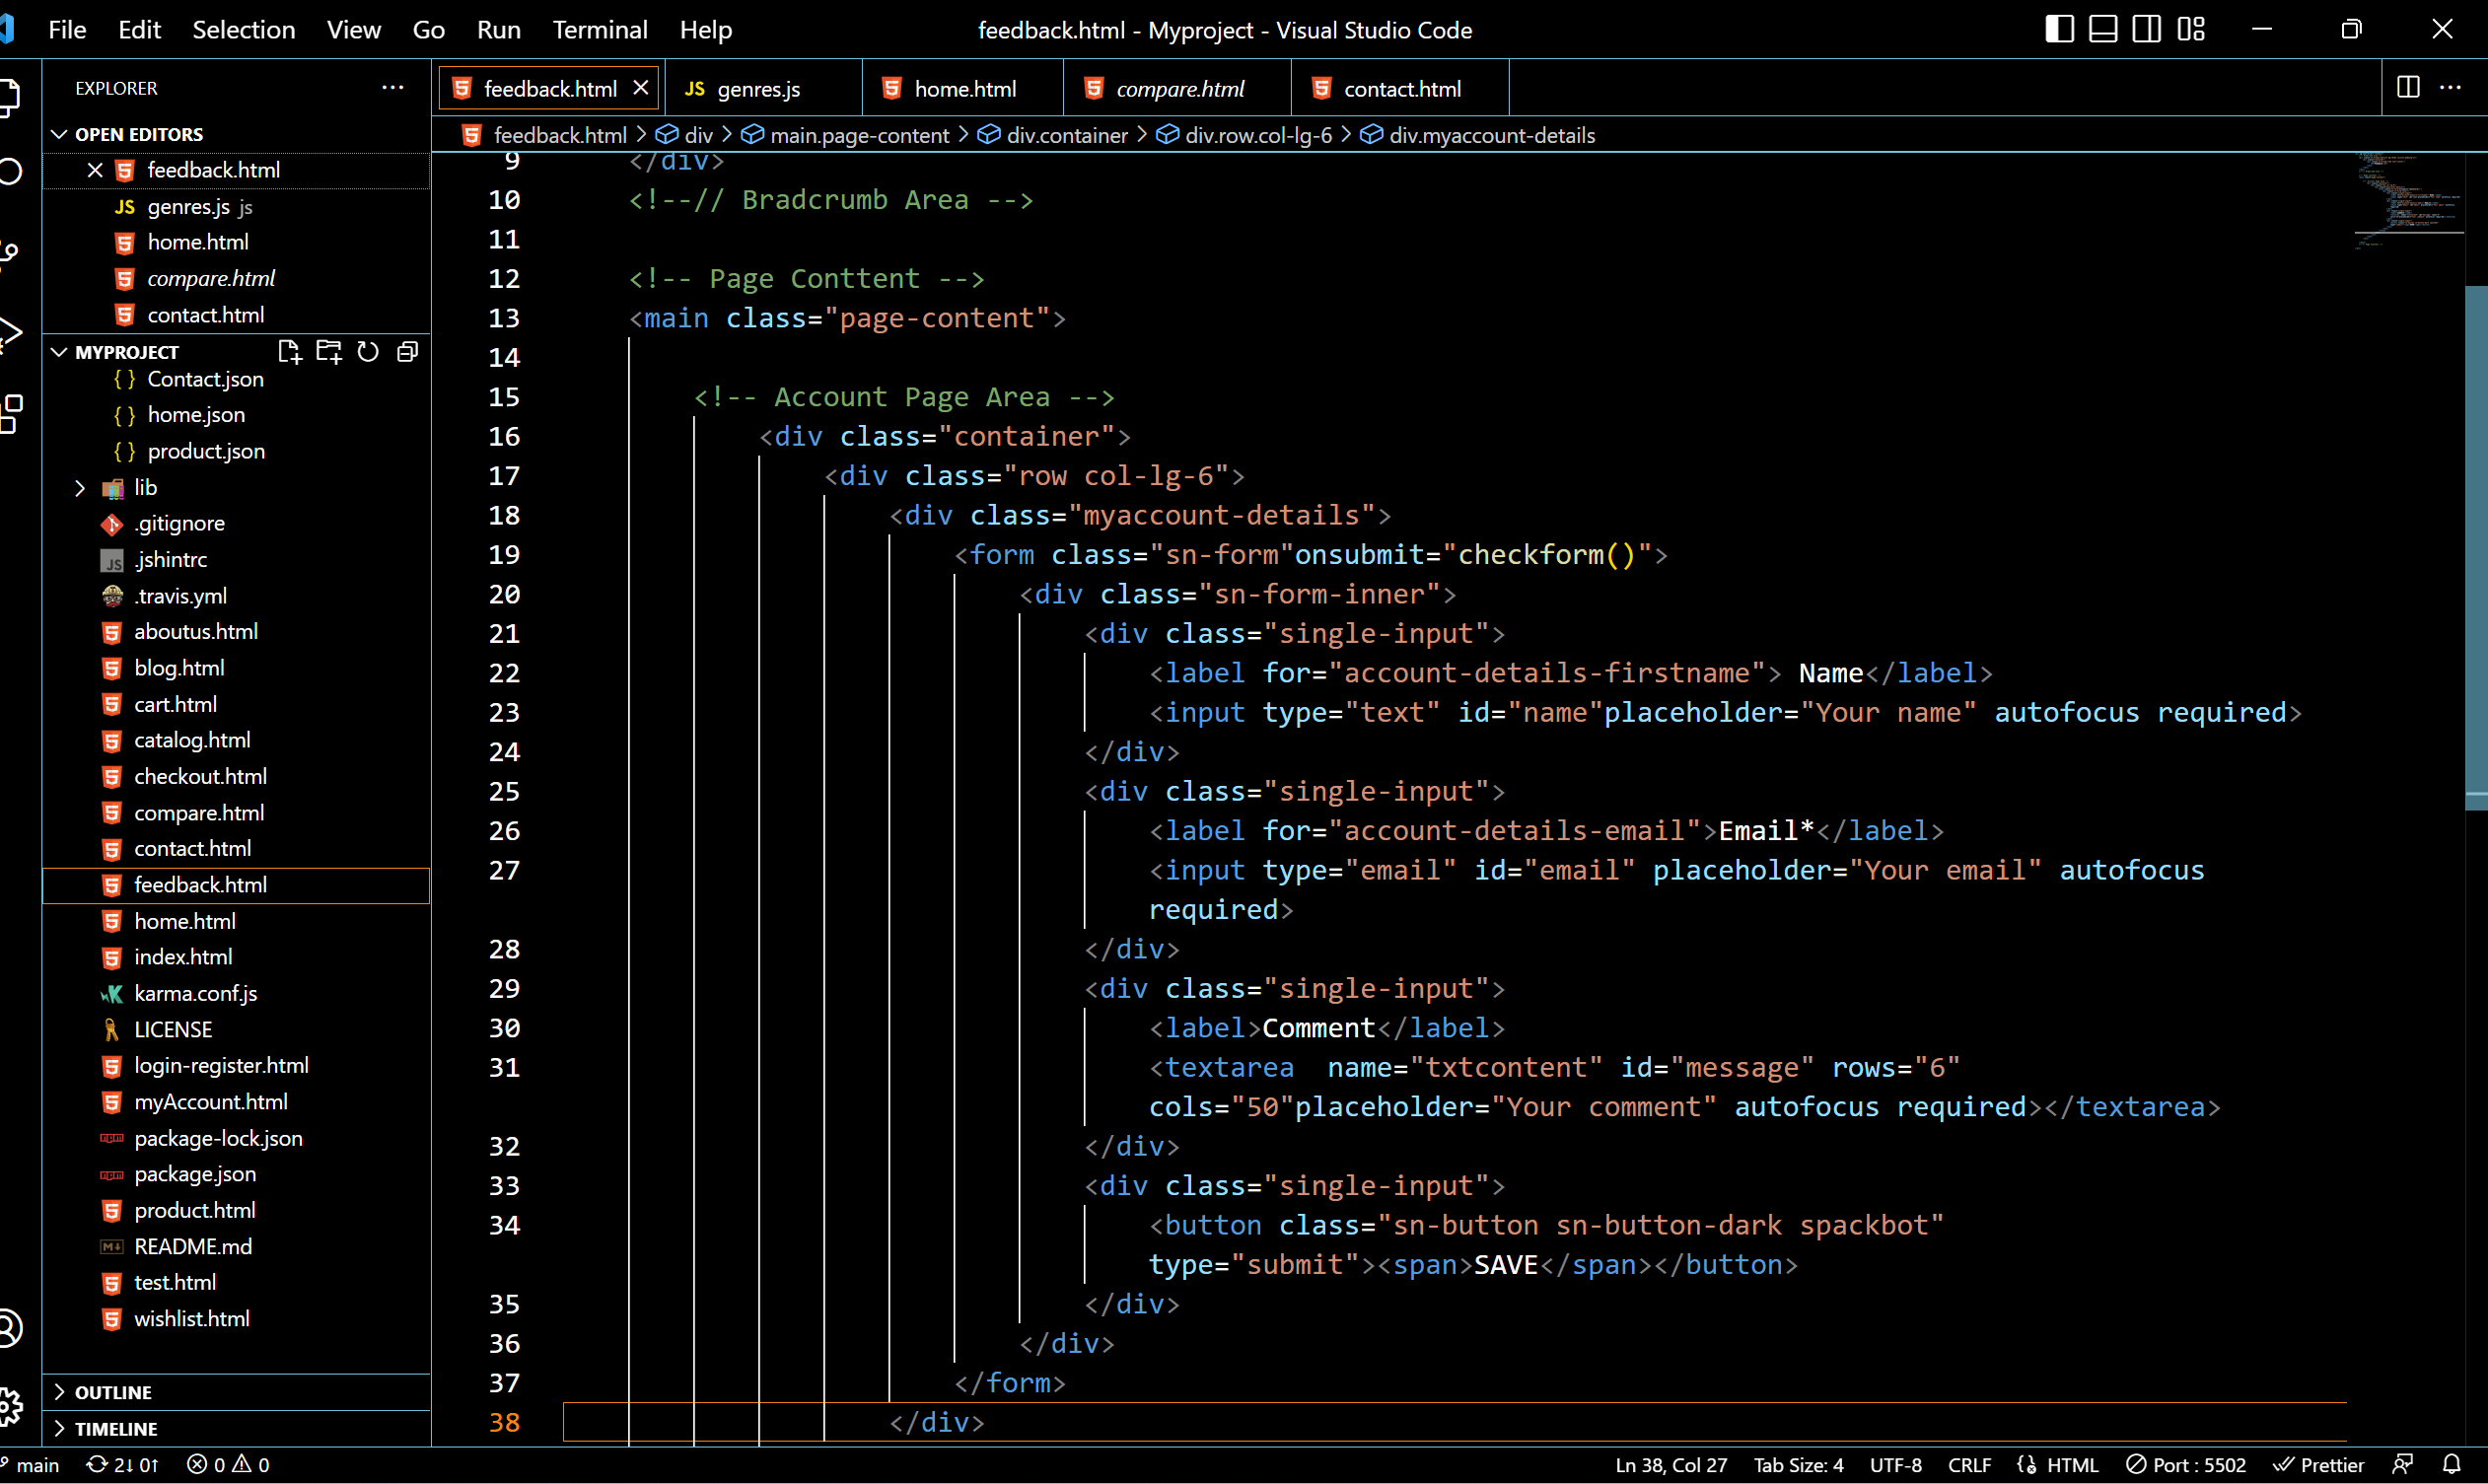 File Edit Selection View Go Run Terminal Help feedback.html - Myproject - Visual Studio Code
EXPLORER
feedback.html JS genres.js home.html compare.html contact.html
OPEN EDITORS
feedback.html
JS genres.js js
home.html
compare.html
contact.html
MYPROJECT
{ } Contact.json
{ } home.json
{ } product.json
lib
.gitignore
JS .jshintrc
.travis.yml
aboutus.html
blog.html
cart.html
catalog.html
checkout.html
compare.html
contact.html
feedback.html
home.html
index.html
karma.conf.js
LICENSE
login-register.html
myAccount.html
package-lock.json
package.json
product.html
README.md
test.html
wishlist.html
OUTLINE
TIMELINE
feedback.html > div > main.page-content > div.container > div.row.col-lg-6 > div.myaccount-details
9 </div>
10 <!--// Bradcrumb Area -->
11
12 <!-- Page Conttent -->
13 <main class="page-content">
14
15 <!-- Account Page Area -->
16 <div class="container">
17 <div class="row col-lg-6">
18 <div class="myaccount-details">
19 <form class="sn-form"onsubmit="checkform()">
20 <div class="sn-form-inner">
21 <div class="single-input">
22 <label for="account-details-firstname"> Name</label>
23 <input type="text" id="name"placeholder="Your name" autofocus required>
24 </div>
25 <div class="single-input">
26 <label for="account-details-email">Email*</label>
27 <input type="email" id="email" placeholder="Your email" autofocus
required>
28 </div>
29 <div class="single-input">
30 <label>Comment</label>
31 <textarea  name="txtcontent" id="message" rows="6"
cols="50"placeholder="Your comment" autofocus required></textarea>
32 </div>
33 <div class="single-input">
34 <button class="sn-button sn-button-dark spackbot"
type="submit"><span>SAVE</span></button>
35 </div>
36 </div>
37 </form>
38 </div>
main 2↓ 0↑ 0 0 Ln 38, Col 27 Tab Size: 4 UTF-8 CRLF HTML Port : 5502 Prettier